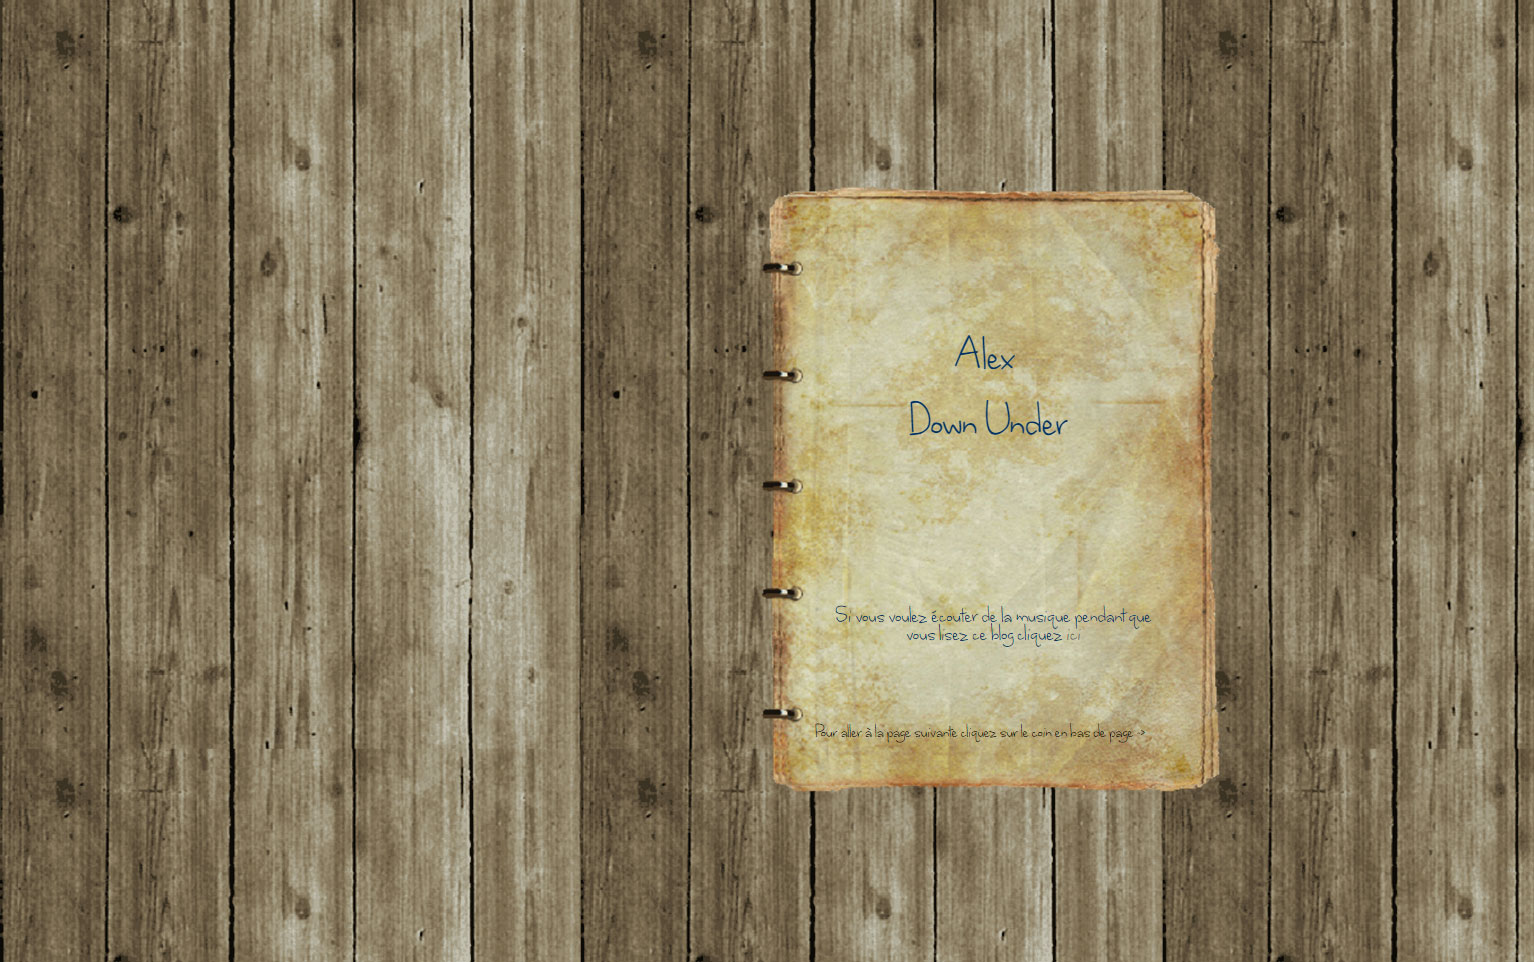 Alex
Down Under
Si vous voulez écouter de la musique pendant que
vous lisez ce blog cliquez ici
Pour aller à la page suivante cliquez sur le coin en bas de page ->